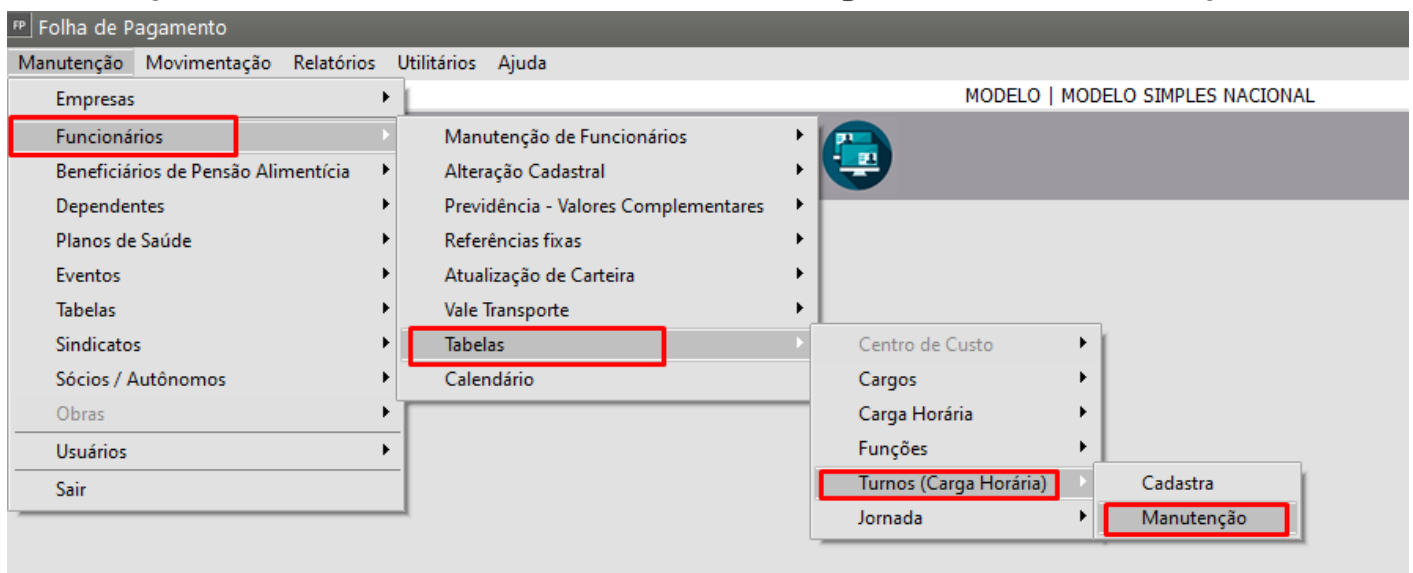 FP Folha de Pagamento
Manutenção Movimentação Relatórios Utilitários Ajuda
MODELO | MODELO SIMPLES NACIONAL
Empresas
Funcionários
Beneficiários de Pensão Alimentícia
Dependentes
Planos de Saúde
Eventos
Tabelas
Sindicatos
Sócios / Autônomos
Obras
Usuários
Sair
Manutenção de Funcionários
Alteração Cadastral
Previdência - Valores Complementares
Referências fixas
Atualização de Carteira
Vale Transporte
Tabelas
Calendário
Centro de Custo
Cargos
Carga Horária
Funções
Turnos (Carga Horária)
Jornada
Cadastra
Manutenção